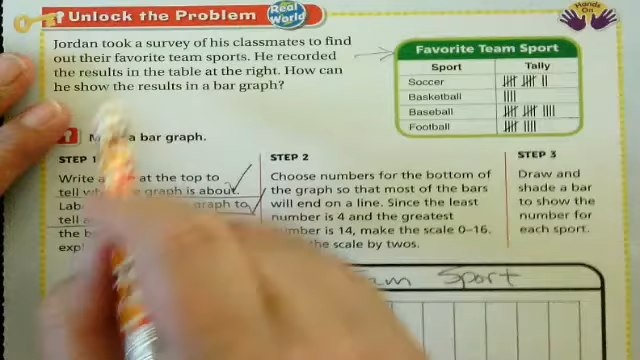 Unlock the Problem
Real World
Hands On
Jordan took a survey of his classmates to find
out their favorite team sports. He recorded
the results in the table at the right. How can
he show the results in a bar graph?
Favorite Team Sport
Sport Tally
Soccer
Basketball
Baseball
Football
a bar graph.
STEP 1
Write at the top to
tell graph is about.
graph to
tell
the
STEP 2
Choose numbers for the bottom of
the graph so that most of the bars
will end on a line. Since the least
number is 4 and the greatest
is 14, make the scale 0–16.
the scale by twos.
STEP 3
Draw and
shade a bar
to show the
number for
each sport.
Sport